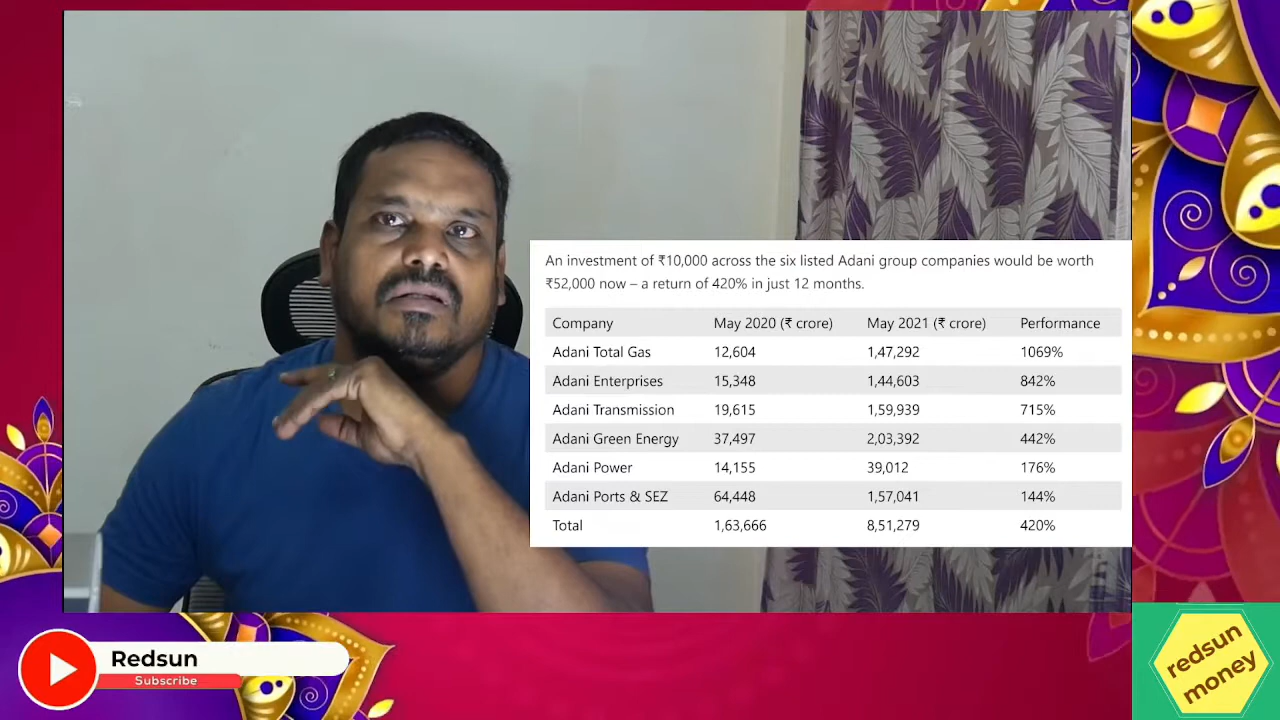 An investment of ₹10,000 across the six listed Adani group companies would be worth
₹52,000 now – a return of 420% in just 12 months.
Company May 2020 (₹ crore) May 2021 (₹ crore) Performance
Adani Total Gas 12,604 1,47,292 1069%
Adani Enterprises 15,348 1,44,603 842%
Adani Transmission 19,615 1,59,939 715%
Adani Green Energy 37,497 2,03,392 442%
Adani Power 14,155 39,012 176%
Adani Ports & SEZ 64,448 1,57,041 144%
Total 1,63,666 8,51,279 420%
Redsun
Subscribe
redsun
money